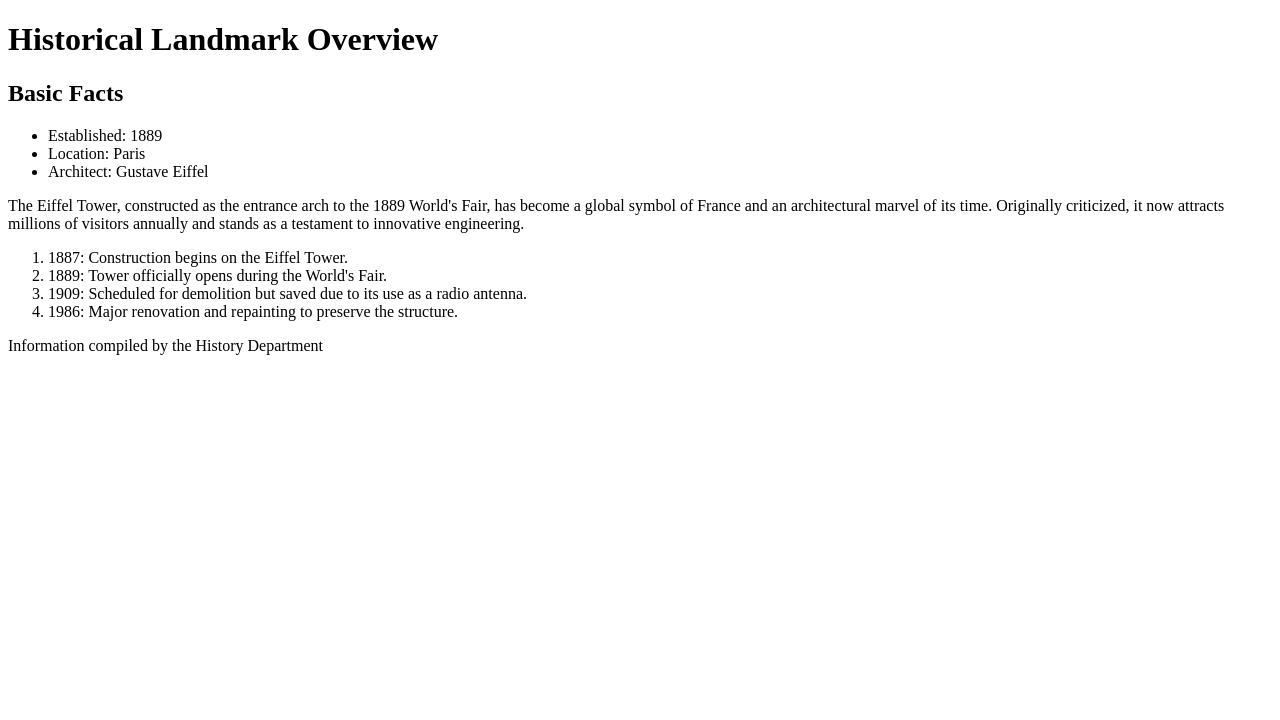 Historical Landmark Overview
Basic Facts
• Established: 1889
• Location: Paris
• Architect: Gustave Eiffel
The Eiffel Tower, constructed as the entrance arch to the 1889 World's Fair, has become a global symbol of France and an architectural marvel of its time. Originally criticized, it now attracts
millions of visitors annually and stands as a testament to innovative engineering.
1. 1887: Construction begins on the Eiffel Tower.
2. 1889: Tower officially opens during the World's Fair.
3. 1909: Scheduled for demolition but saved due to its use as a radio antenna.
4. 1986: Major renovation and repainting to preserve the structure.
Information compiled by the History Department